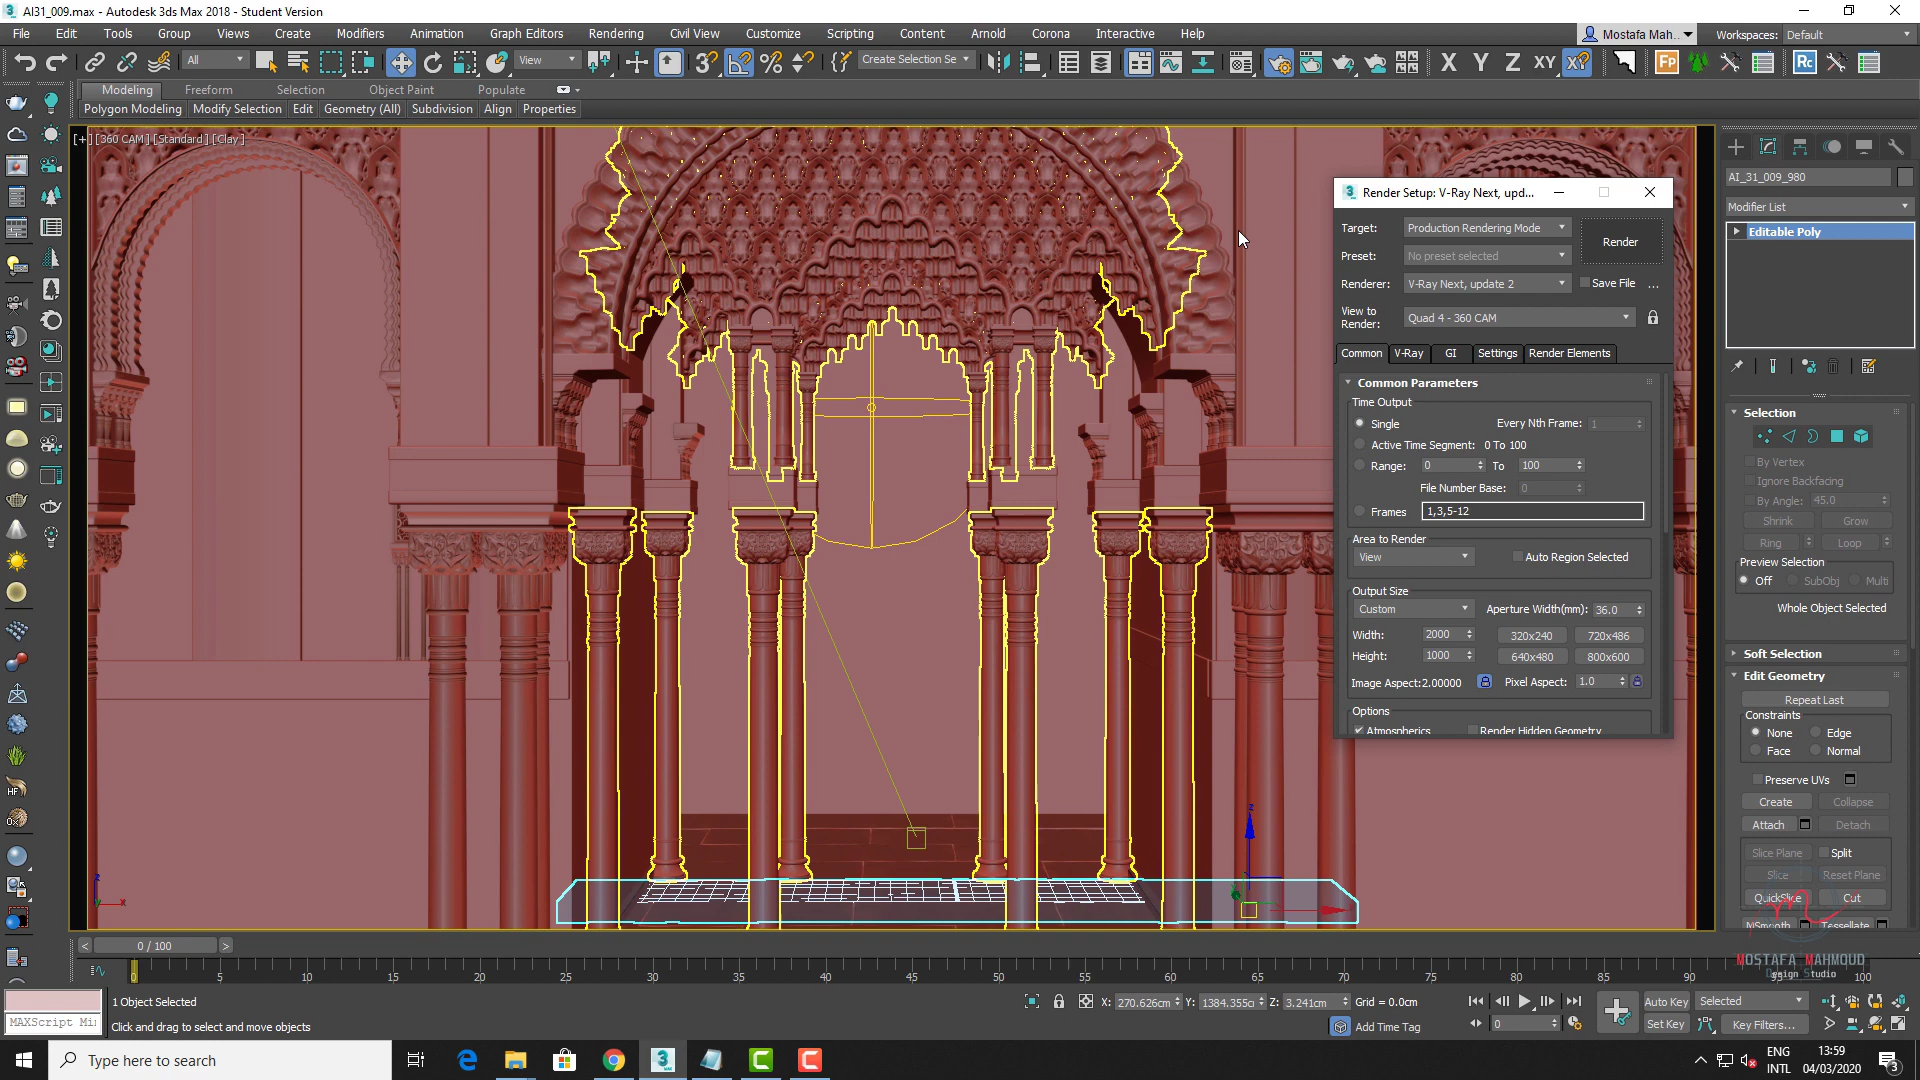 AI31_009.max - Autodesk 3ds Max 2018 - Student Version
File Edit Tools Group Views Create Modifiers Animation Graph Editors Rendering Civil View Customize Scripting Content Arnold Corona Interactive Help
Mostafa Mah.. Workspaces: Default
All View Create Selection Se X Y Z XY
Modeling Freeform Selection Object Paint Populate
Polygon Modeling Modify Selection Edit Geometry (All) Subdivision Align Properties
[+] [360 CAM] [Standard] [Clay]
Render Setup: V-Ray Next, upd...
Target: Production Rendering Mode
Render
Preset: No preset selected
Renderer: V-Ray Next, update 2 Save File ...
View to Render: Quad 4 - 360 CAM
Common V-Ray GI Settings Render Elements
Common Parameters
Time Output
Single Every Nth Frame: 1
Active Time Segment: 0 To 100
Range: 0 To 100
File Number Base: 0
Frames 1,3,5-12
Area to Render
View Auto Region Selected
Output Size
Custom Aperture Width(mm): 36.0
Width: 2000 320x240 720x486
Height: 1000 640x480 800x600
Image Aspect:2.00000 Pixel Aspect: 1.0
Options
Atmospherics Render Hidden Geometry
AI_31_009_980
Modifier List
Editable Poly
Selection
By Vertex
Ignore Backfacing
By Angle: 45.0
Shrink Grow
Ring Loop
Preview Selection
Off SubObj Multi
Whole Object Selected
Soft Selection
Edit Geometry
Repeat Last
Constraints
None Edge
Face Normal
Preserve UVs
Create Collapse
Attach Detach
Slice Plane Split
Slice Reset Plane
QuickSlice Cut
MSmooth Tessellate
MOSTAFA MAHMOUD
Design Studio
< 0 / 100 >
0 5 10 15 20 25 30 35 40 45 50 55 60 65 70 75 80 85 90 95 100
1 Object Selected
X: 270.626cm Y: 1384.355c Z: 3.241cm Grid = 0.0cm
Auto Key Selected
MAXScript Mi
Click and drag to select and move objects
Add Time Tag
0
Set Key Key Filters...
Type here to search
ENG
INTL
13:59
04/03/2020
3